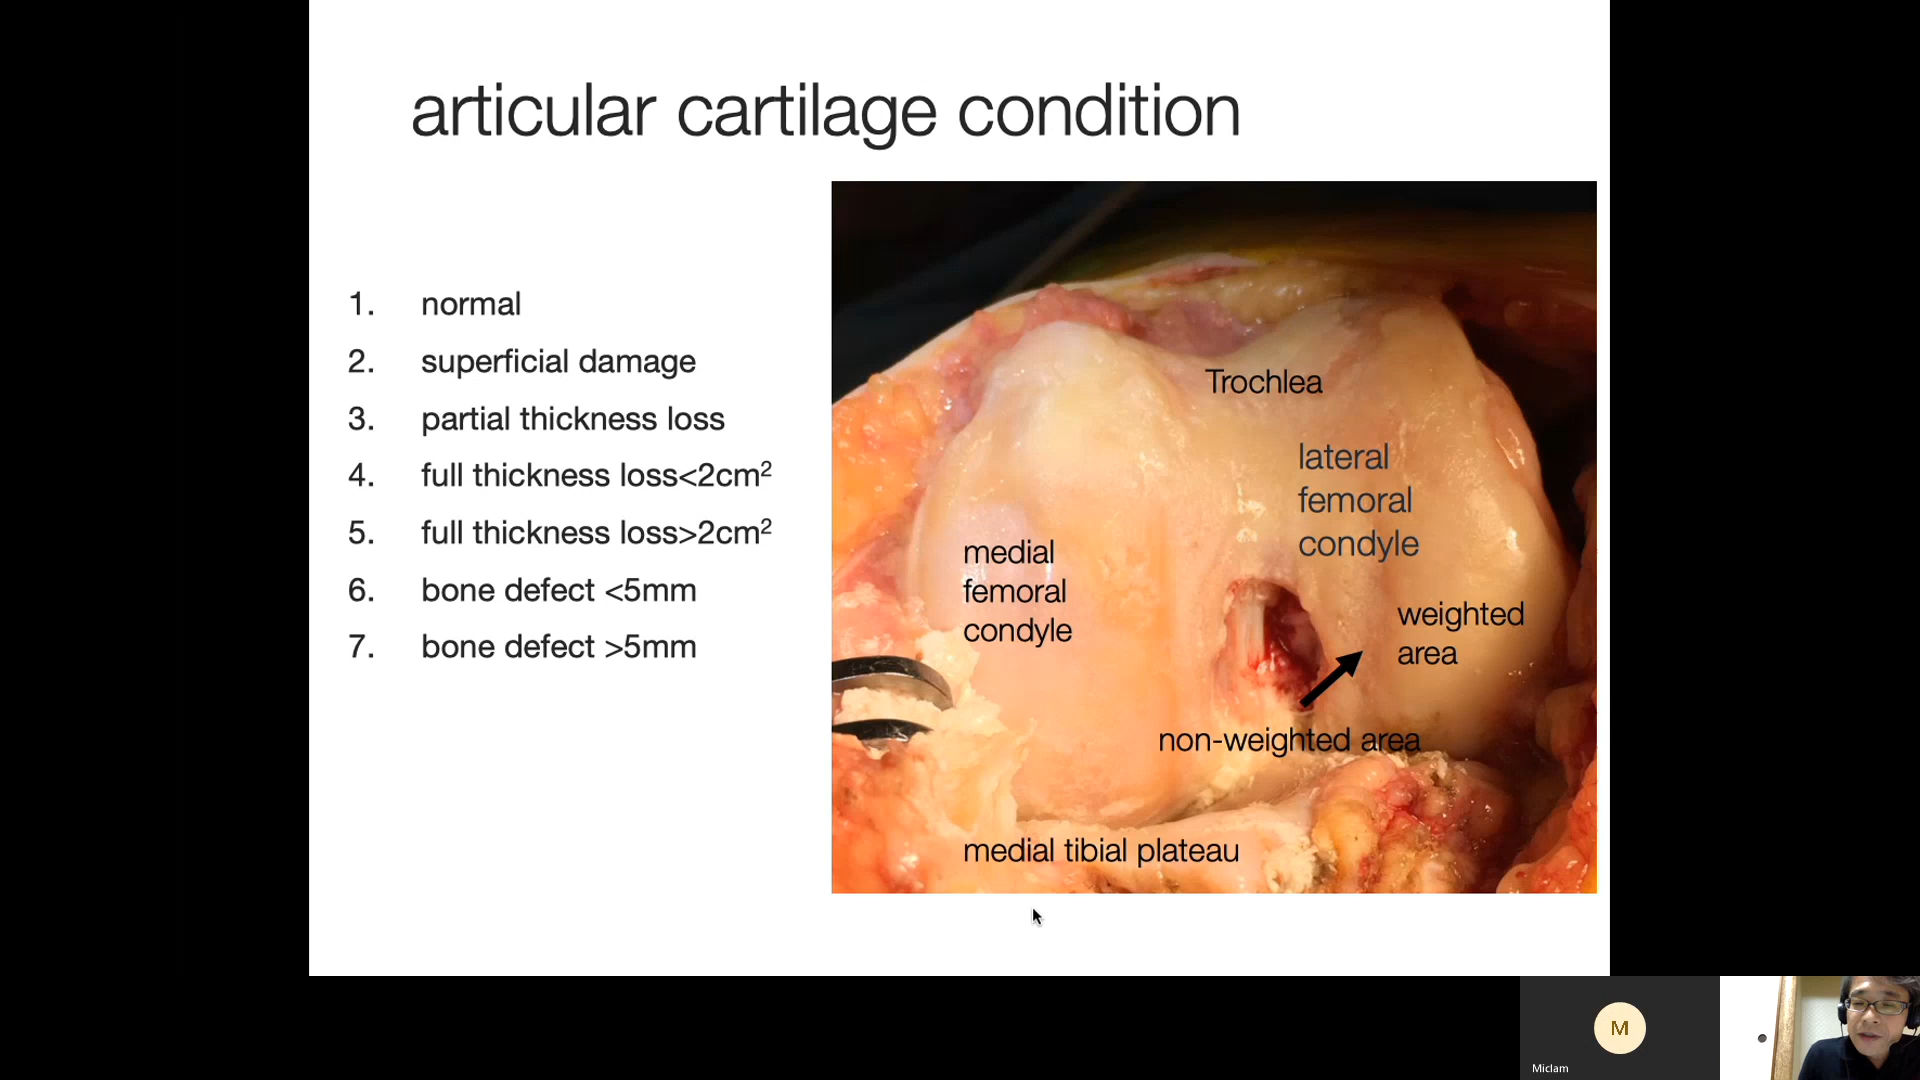 articular cartilage condition
1. normal
2. superficial damage
3. partial thickness loss
4. full thickness loss<2cm²
5. full thickness loss>2cm²
6. bone defect <5mm
7. bone defect >5mm
Trochlea
lateral
femoral
condyle
medial
femoral
condyle
weighted
area
non-weighted area
medial tibial plateau
M
Miclam